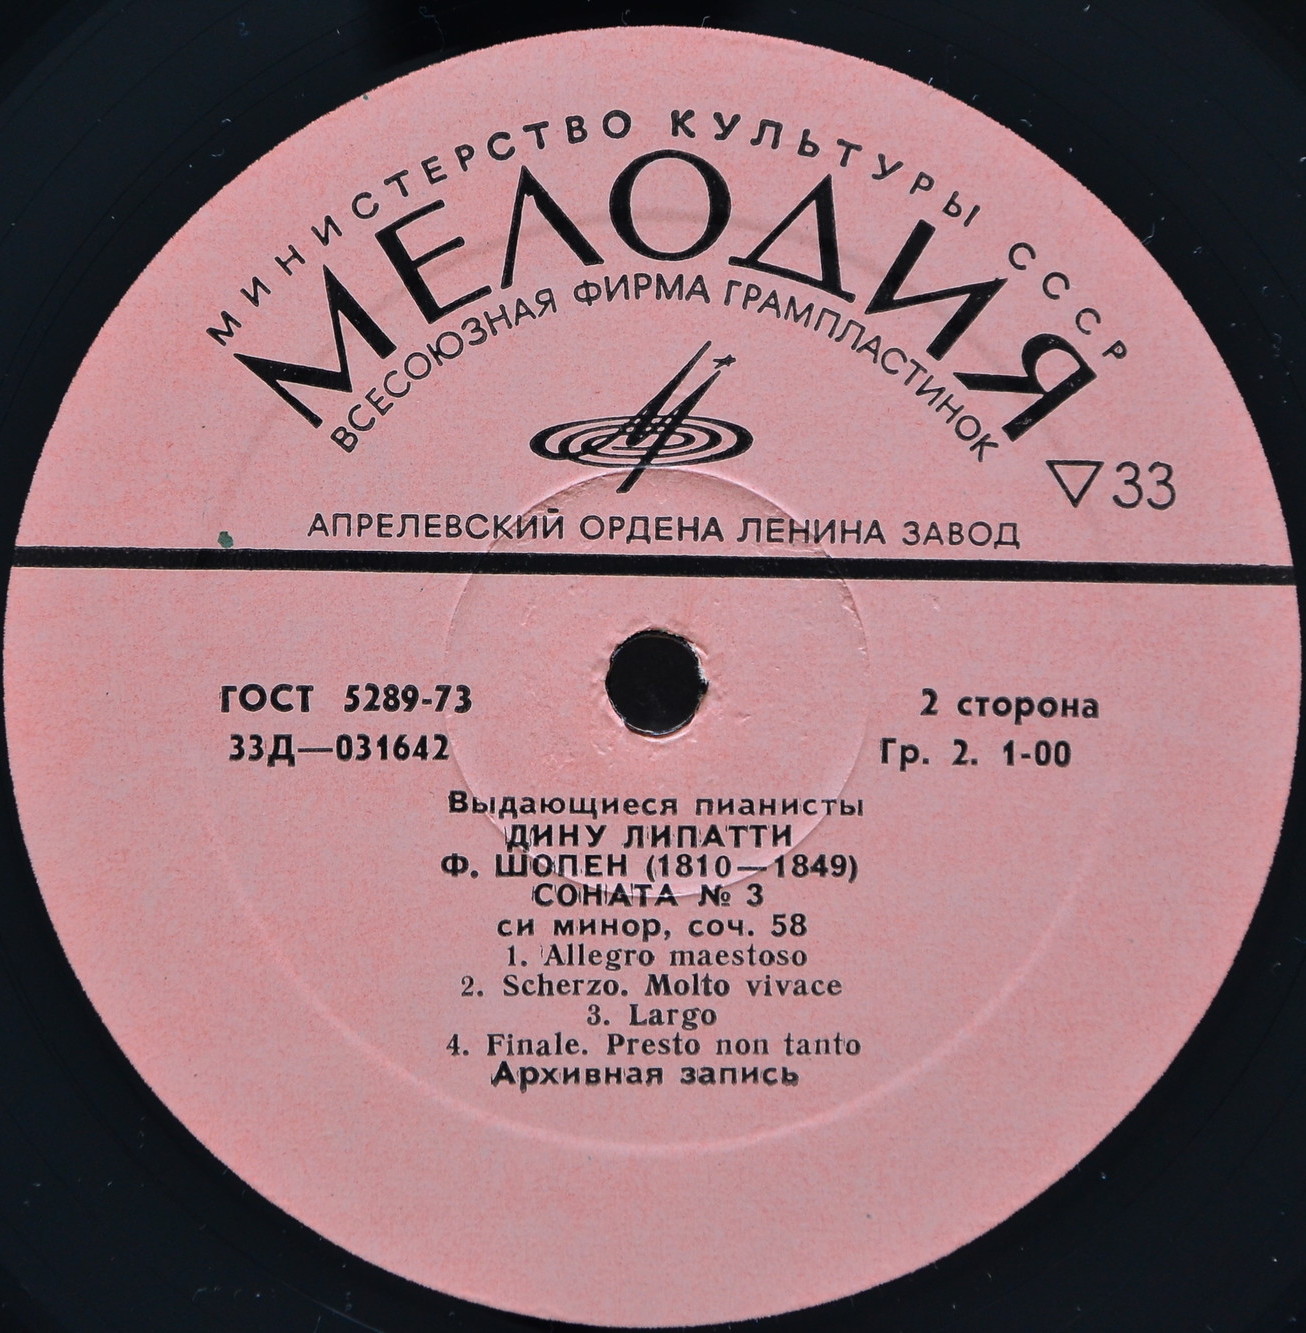 МИНИСТЕРСТВО КУЛЬТУРЫ СССР
МЕЛОДИЯ
ВСЕСОЮЗНАЯ ФИРМА ГРАМПЛАСТИНОК
▽33
АПРЕЛЕВСКИЙ ОРДЕНА ЛЕНИНА ЗАВОД
ГОСТ 5289-73
33Д—031642
2 сторона
Гр. 2. 1-00
Выдающиеся пианисты
ДИНУ ЛИПАТТИ
Ф. ШОПЕН (1810—1849)
СОНАТА № 3
си минор, соч. 58
1. Allegro maestoso
2. Scherzo. Molto vivace
3. Largo
4. Finale. Presto non tanto
Архивная запись